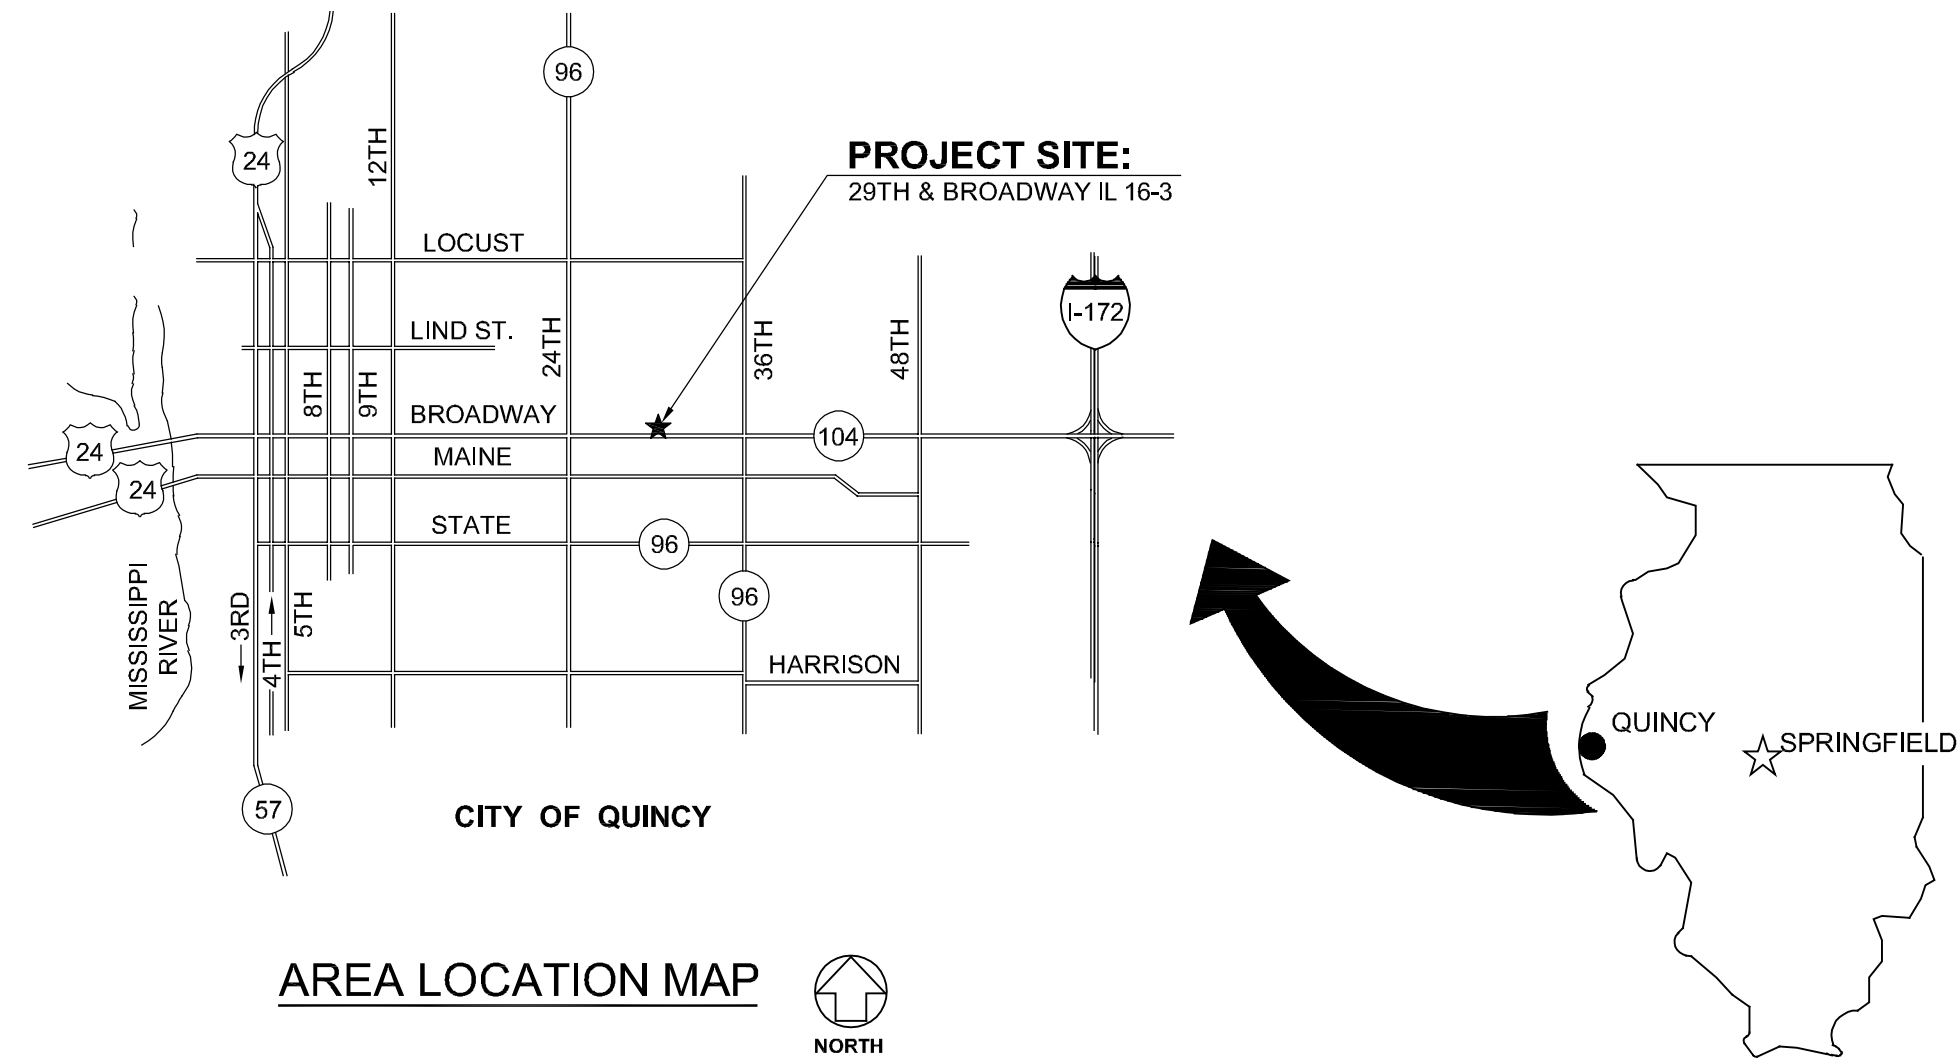 96
24
12TH
PROJECT SITE:
29TH & BROADWAY IL 16-3
LOCUST
I-172
LIND ST.
24TH
36TH
48TH
8TH
9TH
BROADWAY
104
24
MAINE
24
STATE
96
96
MISSISSIPPI
RIVER
3RD
4TH
5TH
HARRISON
QUINCY
SPRINGFIELD
57
CITY OF QUINCY
AREA LOCATION MAP
NORTH